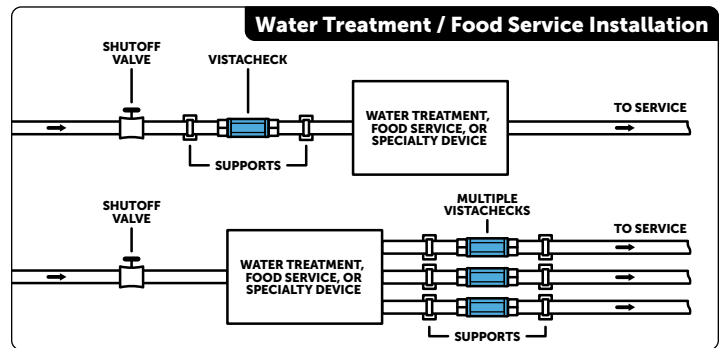 Water Treatment / Food Service Installation
SHUTOFF
VALVE
VISTACHECK
WATER TREATMENT,
FOOD SERVICE, OR
SPECIALTY DEVICE
TO SERVICE
SUPPORTS
SHUTOFF
VALVE
WATER TREATMENT,
FOOD SERVICE, OR
SPECIALTY DEVICE
MULTIPLE
VISTACHECKS
TO SERVICE
SUPPORTS